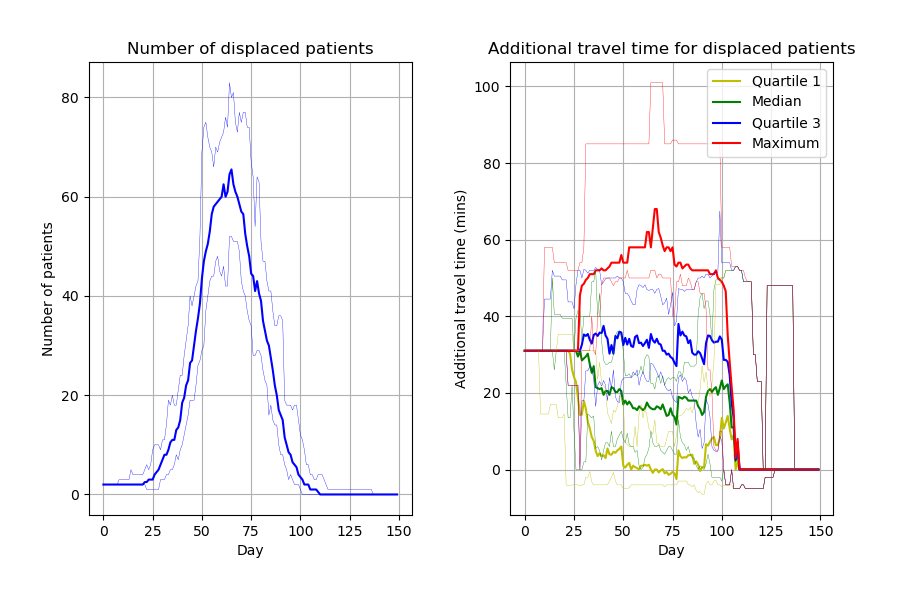 Number of displaced patients
Number of patients
80
60
40
20
0
0 25 50 75 100 125 150
Day
Additional travel time for displaced patients
Additional travel time (mins)
100
80
60
40
20
0
0 25 50 75 100 125 150
Day
Quartile 1
Median
Quartile 3
Maximum